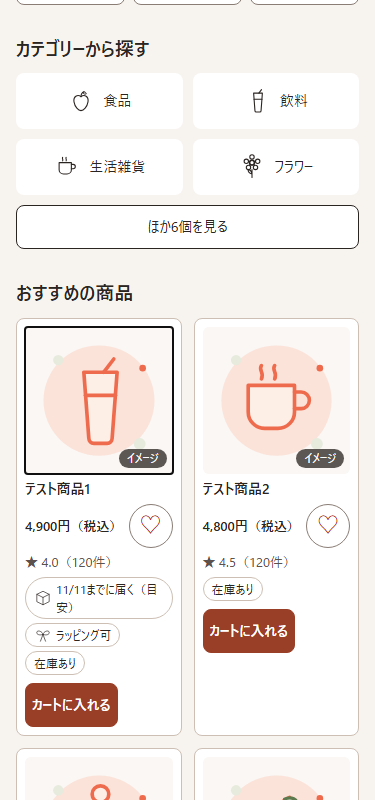 カテゴリーから探す
食品
飲料
生活雑貨
フラワー
ほか6個を見る
おすすめの商品
イメージ
テスト商品1
4,900円（税込）
★ 4.0（120件）
11/11までに届く（目
安）
ラッピング可
在庫あり
カートに入れる
イメージ
テスト商品2
4,800円（税込）
★ 4.5（120件）
在庫あり
カートに入れる